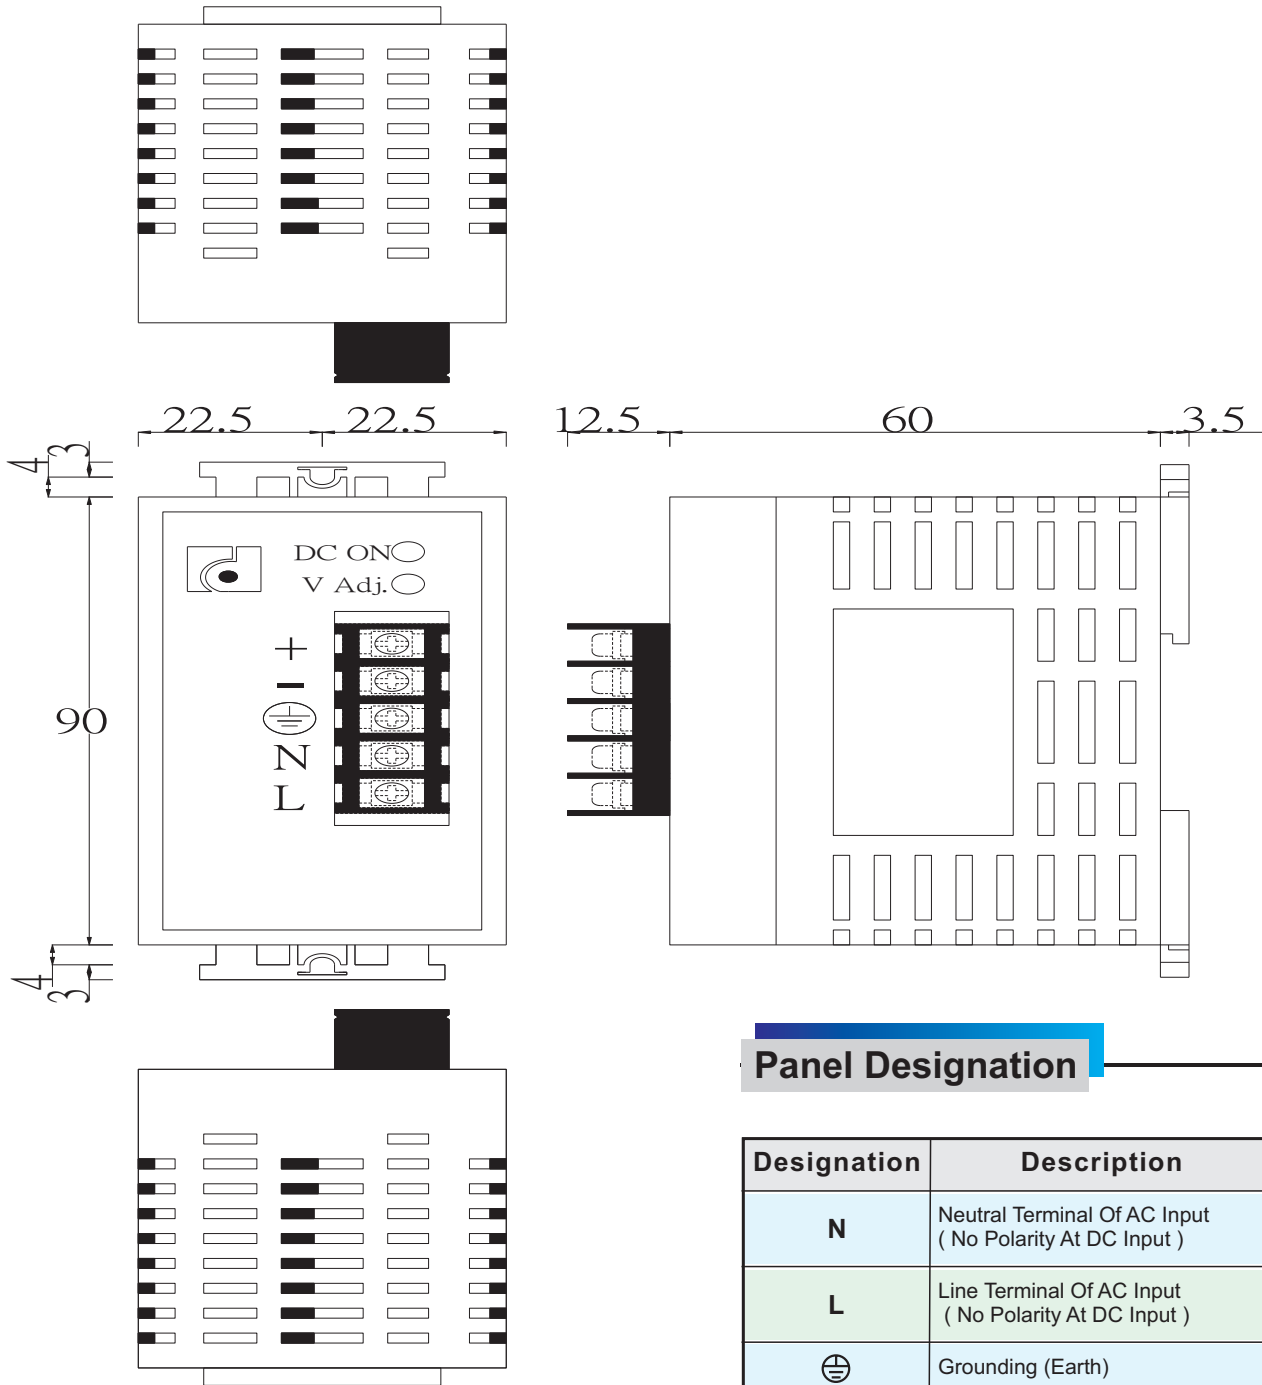 22.5 22.5 12.5 60 3.5
4 3
DC ON
V Adj.
+
−
90
N
L
4 3
Panel Designation
Designation Description
N Neutral Terminal Of AC Input
( No Polarity At DC Input )
L Line Terminal Of AC Input
( No Polarity At DC Input )
Grounding (Earth)